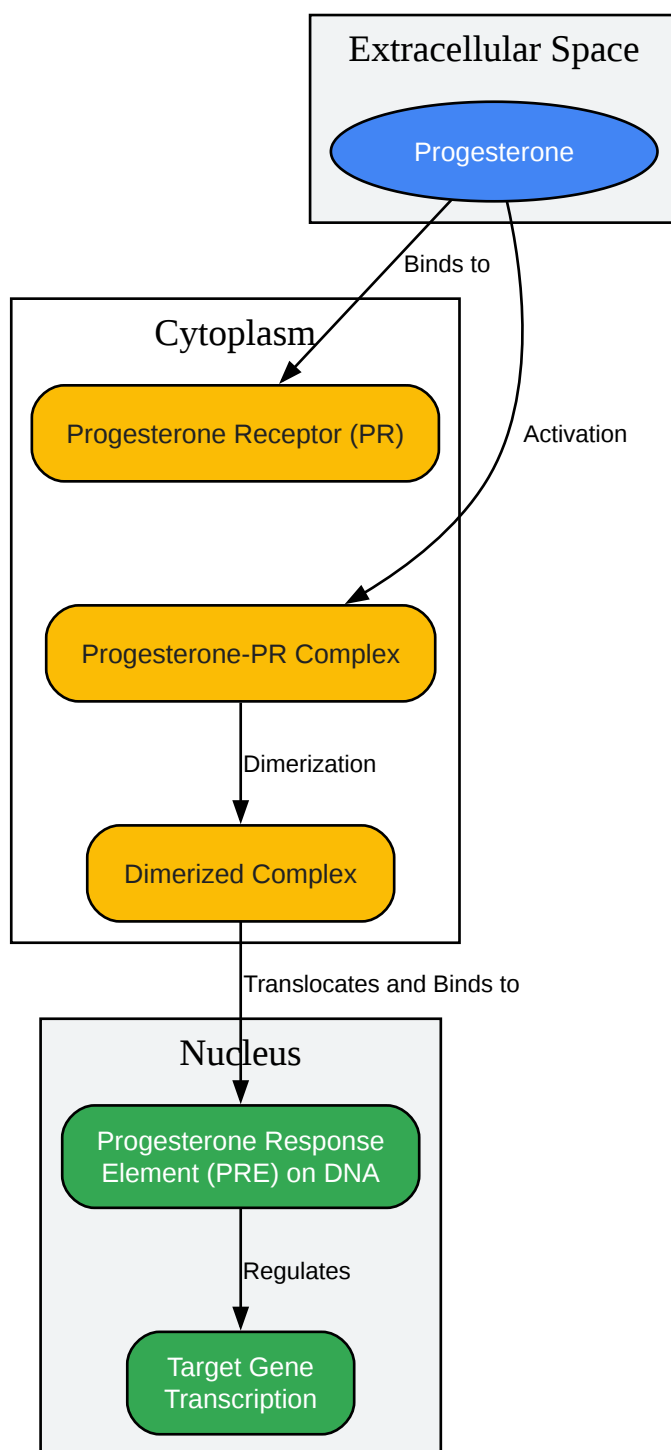 Extracellular Space
Progesterone
Binds to
Cytoplasm
Progesterone Receptor (PR)
Activation
Progesterone-PR Complex
Dimerization
Dimerized Complex
Translocates and Binds to
Nucleus
Progesterone Response
Element (PRE) on DNA
Regulates
Target Gene
Transcription